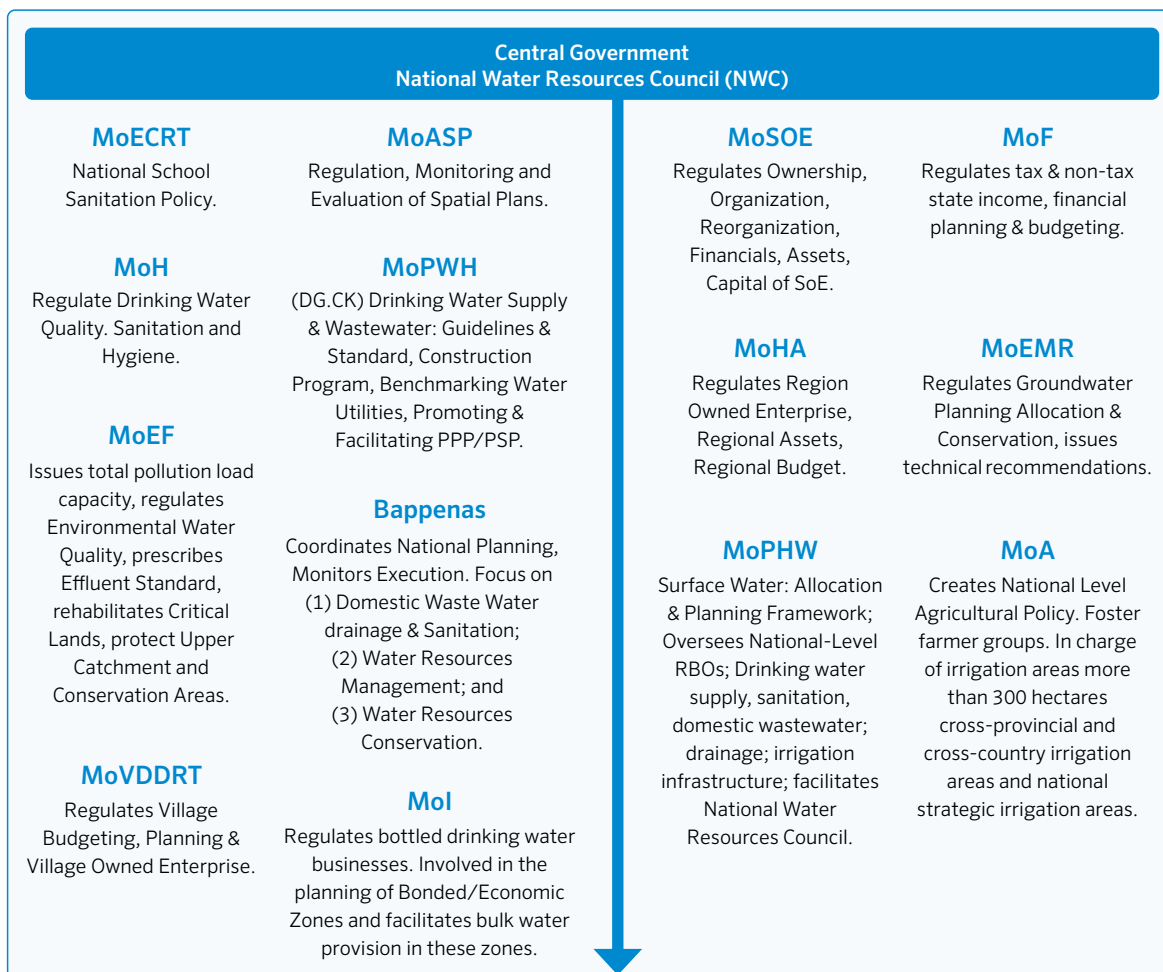 Central Government
National Water Resources Council (NWC)
MoECRT
National School
Sanitation Policy.
MoH
Regulate Drinking Water
Quality. Sanitation and
Hygiene.
MoEF
Issues total pollution load
capacity, regulates
Environmental Water
Quality, prescribes
Effluent Standard,
rehabilitates Critical
Lands, protect Upper
Catchment and
Conservation Areas.
MoVDDRT
Regulates Village
Budgeting, Planning &
Village Owned Enterprise.
MoASP
Regulation, Monitoring and
Evaluation of Spatial Plans.
MoPWH
(DG.CK) Drinking Water Supply
& Wastewater: Guidelines &
Standard, Construction
Program, Benchmarking Water
Utilities, Promoting &
Facilitating PPP/PSP.
Bappenas
Coordinates National Planning,
Monitors Execution. Focus on
(1) Domestic Waste Water
drainage & Sanitation;
(2) Water Resources
Management; and
(3) Water Resources
Conservation.
MoI
Regulates bottled drinking water
businesses. Involved in the
planning of Bonded/Economic
Zones and facilitates bulk water
provision in these zones.
MoSOE
Regulates Ownership,
Organization,
Reorganization,
Financials, Assets,
Capital of SoE.
MoHA
Regulates Region
Owned Enterprise,
Regional Assets,
Regional Budget.
MoPHW
Surface Water: Allocation
& Planning Framework;
Oversees National-Level
RBOs; Drinking water
supply, sanitation,
domestic wastewater;
drainage; irrigation
infrastructure; facilitates
National Water
Resources Council.
MoF
Regulates tax & non-tax
state income, financial
planning & budgeting.
MoEMR
Regulates Groundwater
Planning Allocation &
Conservation, issues
technical recommendations.
MoA
Creates National Level
Agricultural Policy. Foster
farmer groups. In charge
of irrigation areas more
than 300 hectares
cross-provincial and
cross-country irrigation
areas and national
strategic irrigation areas.